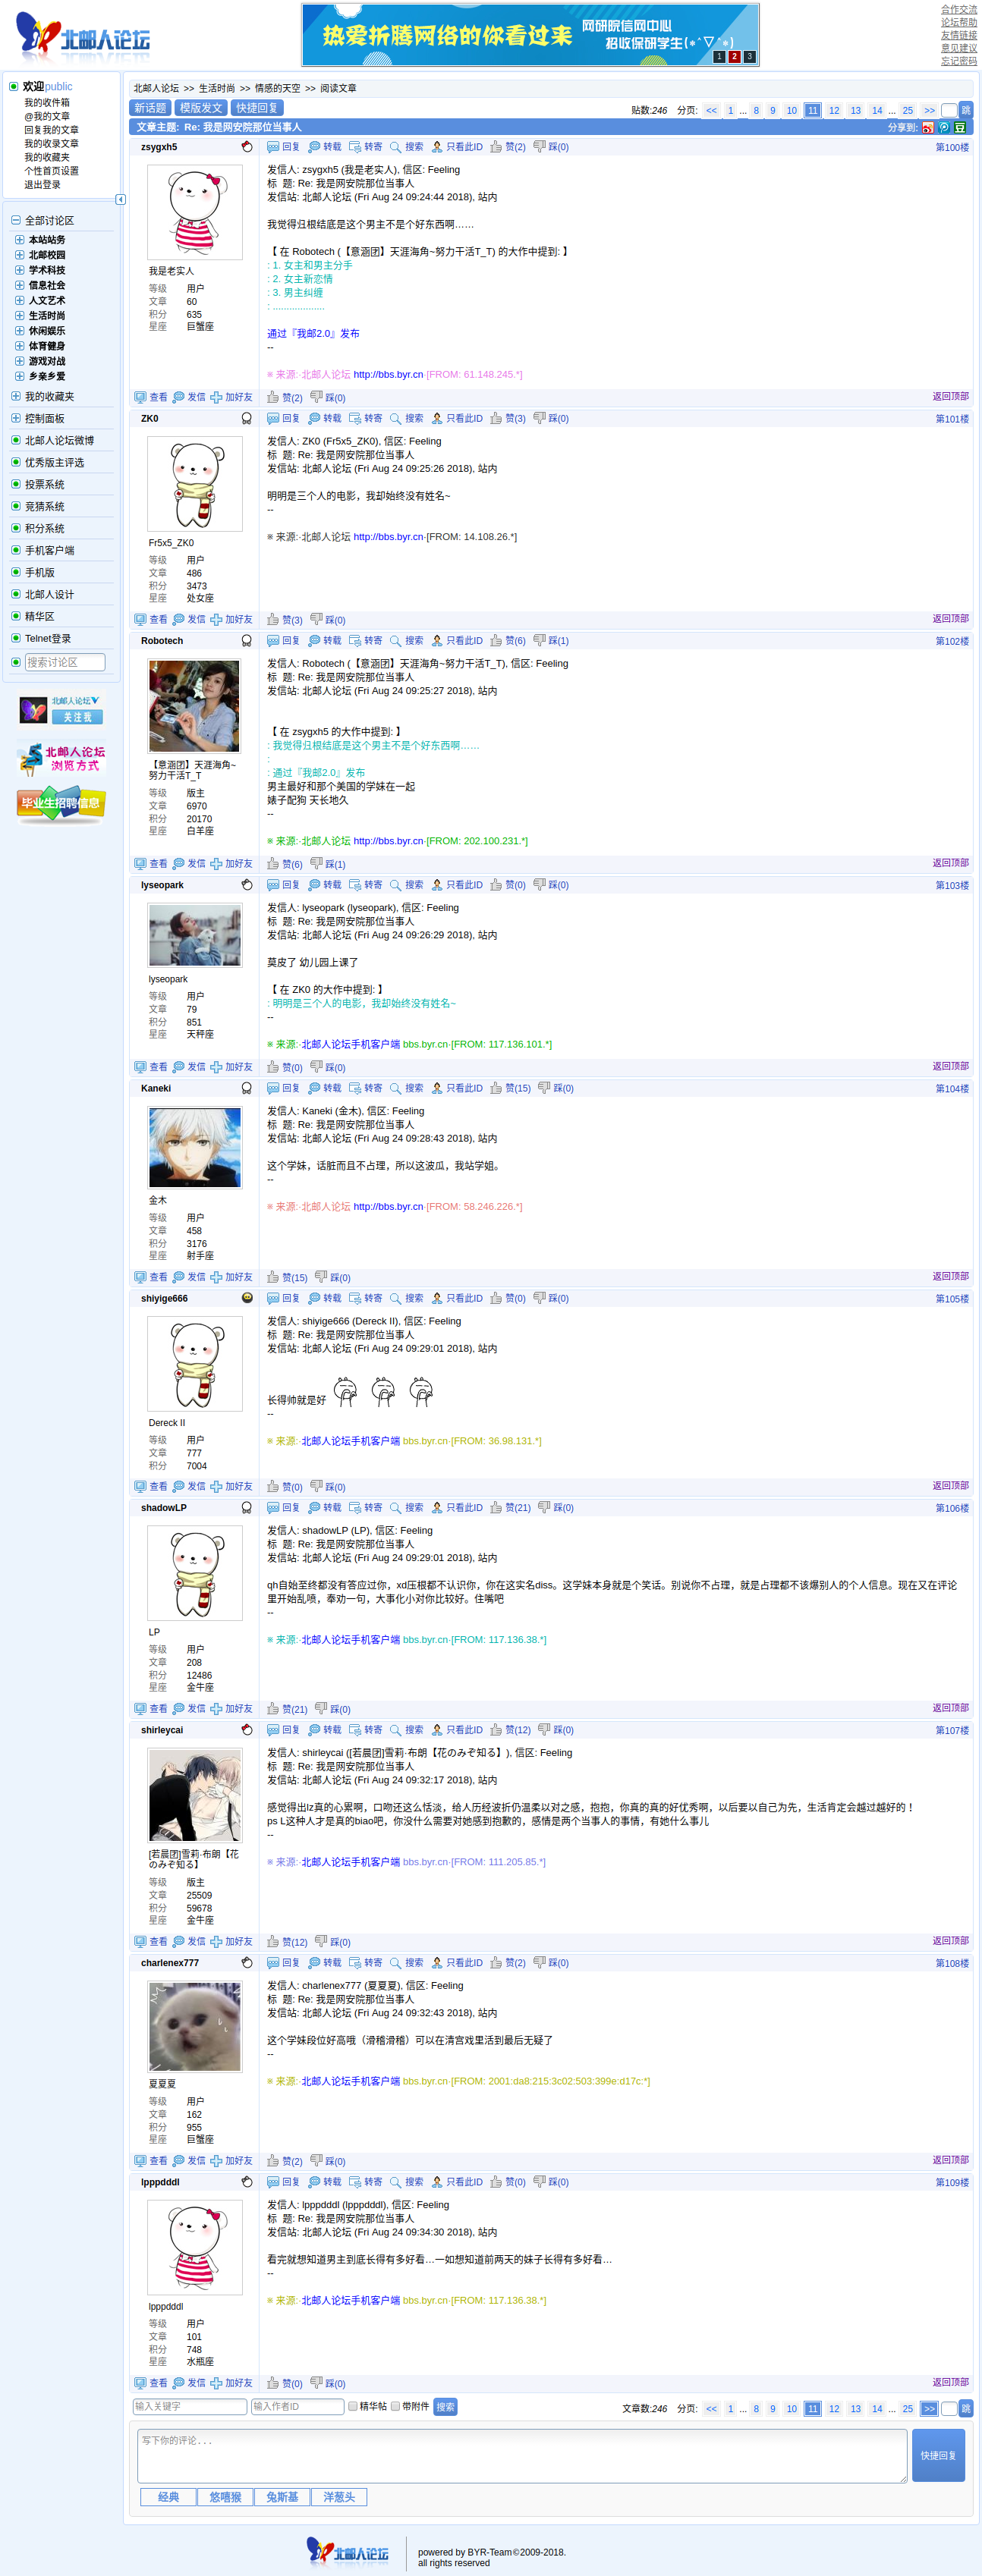 北邮人论坛
热爱折腾网络的你看过来
网研院信网中心
招收保研学生(*^▽^*)
1 2 3
合作交流
论坛帮助
友情链接
意见建议
忘记密码
欢迎public
我的收件箱
@我的文章
回复我的文章
我的收录文章
我的收藏夹
个性首页设置
退出登录
全部讨论区
本站站务
北邮校园
学术科技
信息社会
人文艺术
生活时尚
休闲娱乐
体育健身
游戏对战
乡亲乡爱
我的收藏夹
控制面板
北邮人论坛微博
优秀版主评选
投票系统
竞猜系统
积分系统
手机客户端
手机版
北邮人设计
精华区
Telnet登录
搜索讨论区
北邮人论坛
关注我
北邮人论坛
浏览方式
毕业生招聘信息
北邮人论坛 >> 生活时尚 >> 情感的天空 >> 阅读文章
新话题 模版发文 快捷回复
贴数:246 分页: << 1 ... 8 9 10 11 12 13 14 ... 25 >> 跳
文章主题: Re: 我是网安院那位当事人
分享到:
zsygxh5
回复 转载 转寄 搜索 只看此ID 赞(2) 踩(0)
第100楼
我是老实人
等级 用户
文章 60
积分 635
星座 巨蟹座
发信人: zsygxh5 (我是老实人), 信区: Feeling
标 题: Re: 我是网安院那位当事人
发信站: 北邮人论坛 (Fri Aug 24 09:24:44 2018), 站内
我觉得归根结底是这个男主不是个好东西啊……
【 在 Robotech (【意涵团】天涯海角~努力干活T_T) 的大作中提到: 】
: 1. 女主和男主分手
: 2. 女主新恋情
: 3. 男主纠缠
: ...................
通过『我邮2.0』发布
--
※ 来源:·北邮人论坛 http://bbs.byr.cn·[FROM: 61.148.245.*]
查看 发信 加好友
赞(2) 踩(0)
返回顶部
ZK0
回复 转载 转寄 搜索 只看此ID 赞(3) 踩(0)
第101楼
Fr5x5_ZK0
等级 用户
文章 486
积分 3473
星座 处女座
发信人: ZK0 (Fr5x5_ZK0), 信区: Feeling
标 题: Re: 我是网安院那位当事人
发信站: 北邮人论坛 (Fri Aug 24 09:25:26 2018), 站内
明明是三个人的电影，我却始终没有姓名~
--
※ 来源:·北邮人论坛 http://bbs.byr.cn·[FROM: 14.108.26.*]
查看 发信 加好友
赞(3) 踩(0)
返回顶部
Robotech
回复 转载 转寄 搜索 只看此ID 赞(6) 踩(1)
第102楼
【意涵团】天涯海角~
努力干活T_T
等级 版主
文章 6970
积分 20170
星座 白羊座
发信人: Robotech (【意涵团】天涯海角~努力干活T_T), 信区: Feeling
标 题: Re: 我是网安院那位当事人
发信站: 北邮人论坛 (Fri Aug 24 09:25:27 2018), 站内
【 在 zsygxh5 的大作中提到: 】
: 我觉得归根结底是这个男主不是个好东西啊……
:
: 通过『我邮2.0』发布
男主最好和那个美国的学妹在一起
婊子配狗 天长地久
--
※ 来源:·北邮人论坛 http://bbs.byr.cn·[FROM: 202.100.231.*]
查看 发信 加好友
赞(6) 踩(1)
返回顶部
lyseopark
回复 转载 转寄 搜索 只看此ID 赞(0) 踩(0)
第103楼
lyseopark
等级 用户
文章 79
积分 851
星座 天秤座
发信人: lyseopark (lyseopark), 信区: Feeling
标 题: Re: 我是网安院那位当事人
发信站: 北邮人论坛 (Fri Aug 24 09:26:29 2018), 站内
莫皮了 幼儿园上课了
【 在 ZK0 的大作中提到: 】
: 明明是三个人的电影，我却始终没有姓名~
--
※ 来源:·北邮人论坛手机客户端 bbs.byr.cn·[FROM: 117.136.101.*]
查看 发信 加好友
赞(0) 踩(0)
返回顶部
Kaneki
回复 转载 转寄 搜索 只看此ID 赞(15) 踩(0)
第104楼
金木
等级 用户
文章 458
积分 3176
星座 射手座
发信人: Kaneki (金木), 信区: Feeling
标 题: Re: 我是网安院那位当事人
发信站: 北邮人论坛 (Fri Aug 24 09:28:43 2018), 站内
这个学妹，话脏而且不占理，所以这波瓜，我站学姐。
--
※ 来源:·北邮人论坛 http://bbs.byr.cn·[FROM: 58.246.226.*]
查看 发信 加好友
赞(15) 踩(0)
返回顶部
shiyige666
回复 转载 转寄 搜索 只看此ID 赞(0) 踩(0)
第105楼
Dereck II
等级 用户
文章 777
积分 7004
发信人: shiyige666 (Dereck II), 信区: Feeling
标 题: Re: 我是网安院那位当事人
发信站: 北邮人论坛 (Fri Aug 24 09:29:01 2018), 站内
长得帅就是好
--
※ 来源:·北邮人论坛手机客户端 bbs.byr.cn·[FROM: 36.98.131.*]
查看 发信 加好友
赞(0) 踩(0)
返回顶部
shadowLP
回复 转载 转寄 搜索 只看此ID 赞(21) 踩(0)
第106楼
LP
等级 用户
文章 208
积分 12486
星座 金牛座
发信人: shadowLP (LP), 信区: Feeling
标 题: Re: 我是网安院那位当事人
发信站: 北邮人论坛 (Fri Aug 24 09:29:01 2018), 站内
qh自始至终都没有答应过你，xd压根都不认识你，你在这实名diss。这学妹本身就是个笑话。别说你不占理，就是占理都不该爆别人的个人信息。现在又在评论
里开始乱喷，奉劝一句，大事化小对你比较好。住嘴吧
--
※ 来源:·北邮人论坛手机客户端 bbs.byr.cn·[FROM: 117.136.38.*]
查看 发信 加好友
赞(21) 踩(0)
返回顶部
shirleycai
回复 转载 转寄 搜索 只看此ID 赞(12) 踩(0)
第107楼
[若晨团]雪莉·布朗【花
のみぞ知る】
等级 版主
文章 25509
积分 59678
星座 金牛座
发信人: shirleycai ([若晨团]雪莉·布朗【花のみぞ知る】), 信区: Feeling
标 题: Re: 我是网安院那位当事人
发信站: 北邮人论坛 (Fri Aug 24 09:32:17 2018), 站内
感觉得出lz真的心累啊，口吻还这么恬淡，给人历经波折仍温柔以对之感，抱抱，你真的真的好优秀啊，以后要以自己为先，生活肯定会越过越好的！
ps L这种人才是真的biao吧，你没什么需要对她感到抱歉的，感情是两个当事人的事情，有她什么事儿
--
※ 来源:·北邮人论坛手机客户端 bbs.byr.cn·[FROM: 111.205.85.*]
查看 发信 加好友
赞(12) 踩(0)
返回顶部
charlenex777
回复 转载 转寄 搜索 只看此ID 赞(2) 踩(0)
第108楼
夏夏夏
等级 用户
文章 162
积分 955
星座 巨蟹座
发信人: charlenex777 (夏夏夏), 信区: Feeling
标 题: Re: 我是网安院那位当事人
发信站: 北邮人论坛 (Fri Aug 24 09:32:43 2018), 站内
这个学妹段位好高哦（滑稽滑稽）可以在清宫戏里活到最后无疑了
--
※ 来源:·北邮人论坛手机客户端 bbs.byr.cn·[FROM: 2001:da8:215:3c02:503:399e:d17c:*]
查看 发信 加好友
赞(2) 踩(0)
返回顶部
lpppdddl
回复 转载 转寄 搜索 只看此ID 赞(0) 踩(0)
第109楼
lpppdddl
等级 用户
文章 101
积分 748
星座 水瓶座
发信人: lpppdddl (lpppdddl), 信区: Feeling
标 题: Re: 我是网安院那位当事人
发信站: 北邮人论坛 (Fri Aug 24 09:34:30 2018), 站内
看完就想知道男主到底长得有多好看…一如想知道前两天的妹子长得有多好看…
--
※ 来源:·北邮人论坛手机客户端 bbs.byr.cn·[FROM: 117.136.38.*]
查看 发信 加好友
赞(0) 踩(0)
返回顶部
输入关键字 输入作者ID 精华帖 带附件 搜索
文章数:246 分页: << 1 ... 8 9 10 11 12 13 14 ... 25 >> 跳
写下你的评论...
快捷回复
经典 悠嘻猴 兔斯基 洋葱头
北邮人论坛
powered by BYR-Team©2009-2018.
all rights reserved